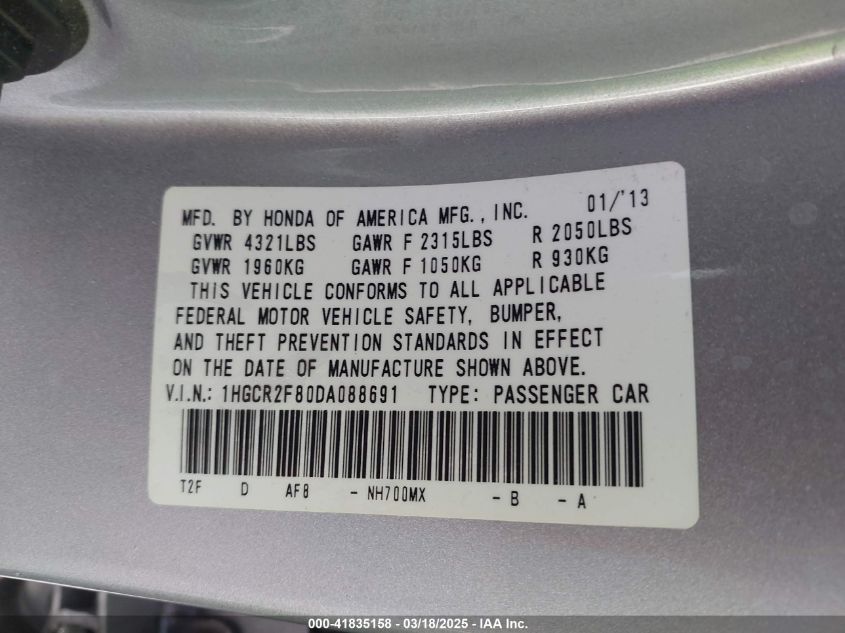 MFD. BY HONDA OF AMERICA MFG., INC. 01/'13
GVWR 4321LBS GAWR F 2315LBS R 2050LBS
GVWR 1960KG GAWR F 1050KG R 930KG
THIS VEHICLE CONFORMS TO ALL APPLICABLE
FEDERAL MOTOR VEHICLE SAFETY, BUMPER,
AND THEFT PREVENTION STANDARDS IN EFFECT
ON THE DATE OF MANUFACTURE SHOWN ABOVE.
V.I.N.: 1HGCR2F80DA088691 TYPE: PASSENGER CAR
T2F D AF8 - NH700MX - B - A
000-41835158 - 03/18/2025 - IAA Inc.